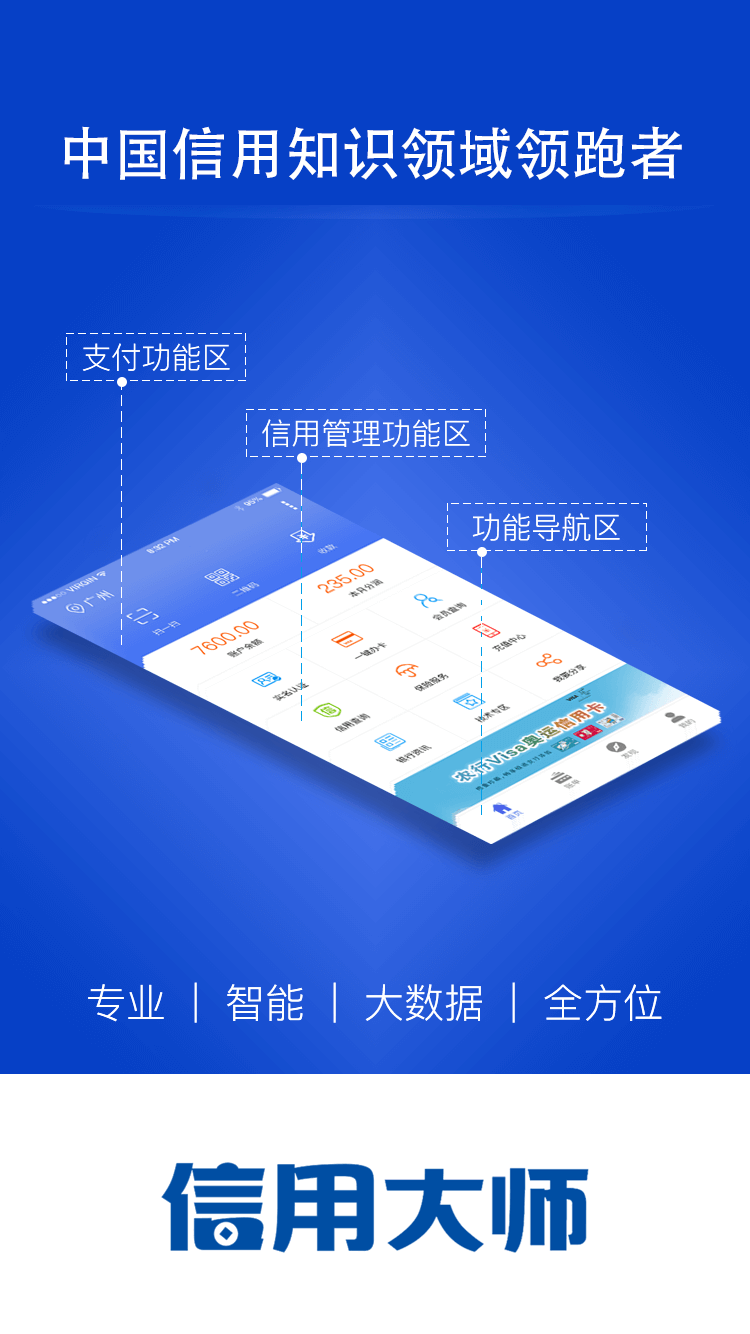 中国信用知识领域领跑者
支付功能区
信用管理功能区
功能导航区
VIRGIN
8:32 PM
90%
广州
扫一扫
二维码
收款
7600.00
账户余额
235.00
本月分润
实名认证
一键办卡
会员查询
信用查询
保险服务
充值中心
银行资讯
技术专区
我要分享
农行Visa奥运信用卡
VISA
首页
账单
发现
我的
专业 | 智能 | 大数据 | 全方位
信用大师